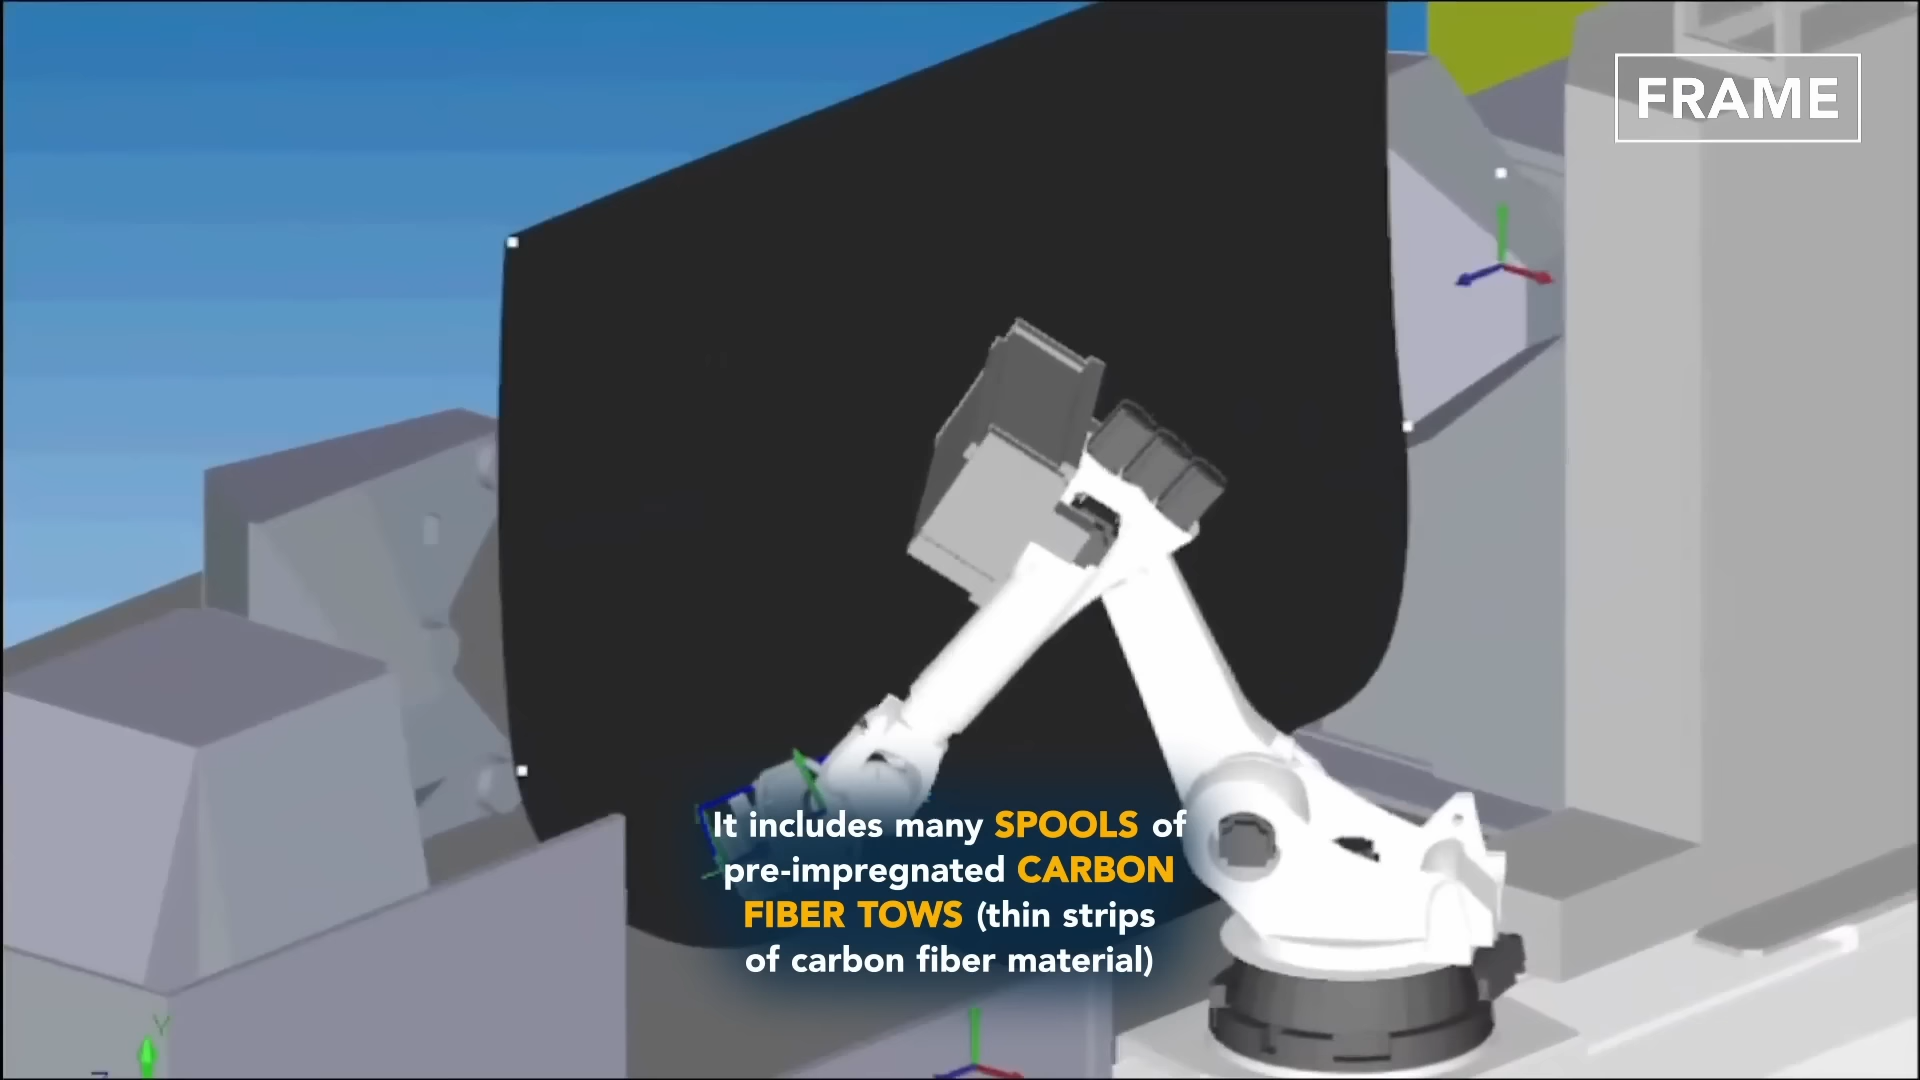 FRAME
It includes many SPOOLS of
pre-impregnated CARBON
FIBER TOWS (thin strips
of carbon fiber material)
Y
Z